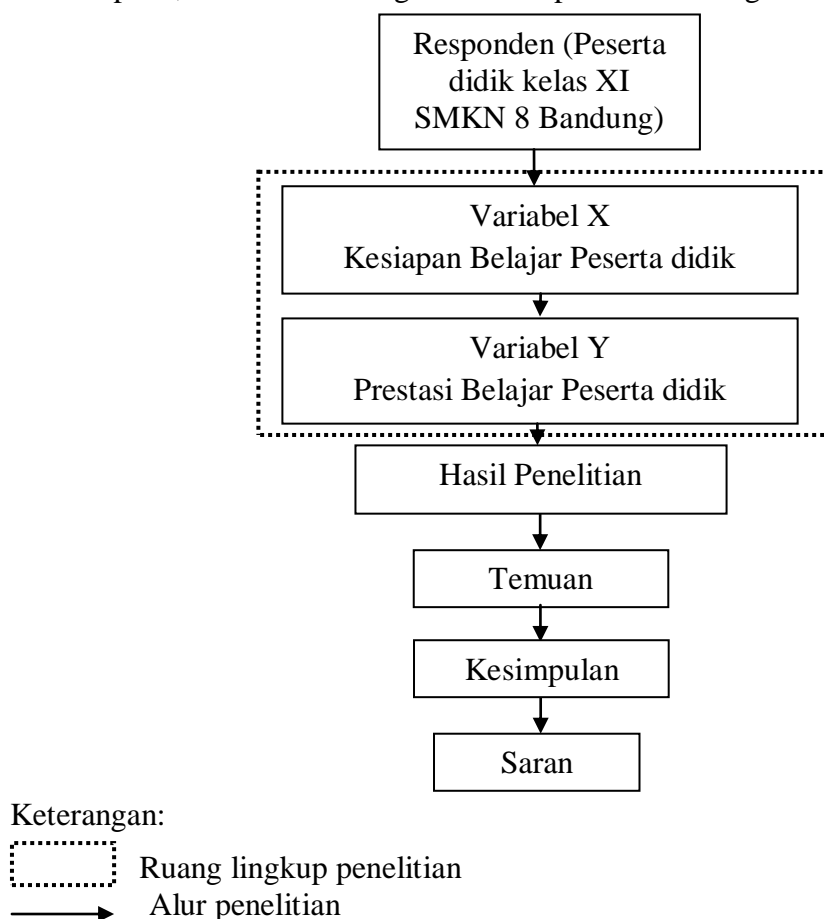 Responden (Peserta
didik kelas XI
SMKN 8 Bandung)
Variabel X
Kesiapan Belajar Peserta didik
Variabel Y
Prestasi Belajar Peserta didik
Hasil Penelitian
Temuan
Kesimpulan
Saran
Keterangan:
Ruang lingkup penelitian
Alur penelitian